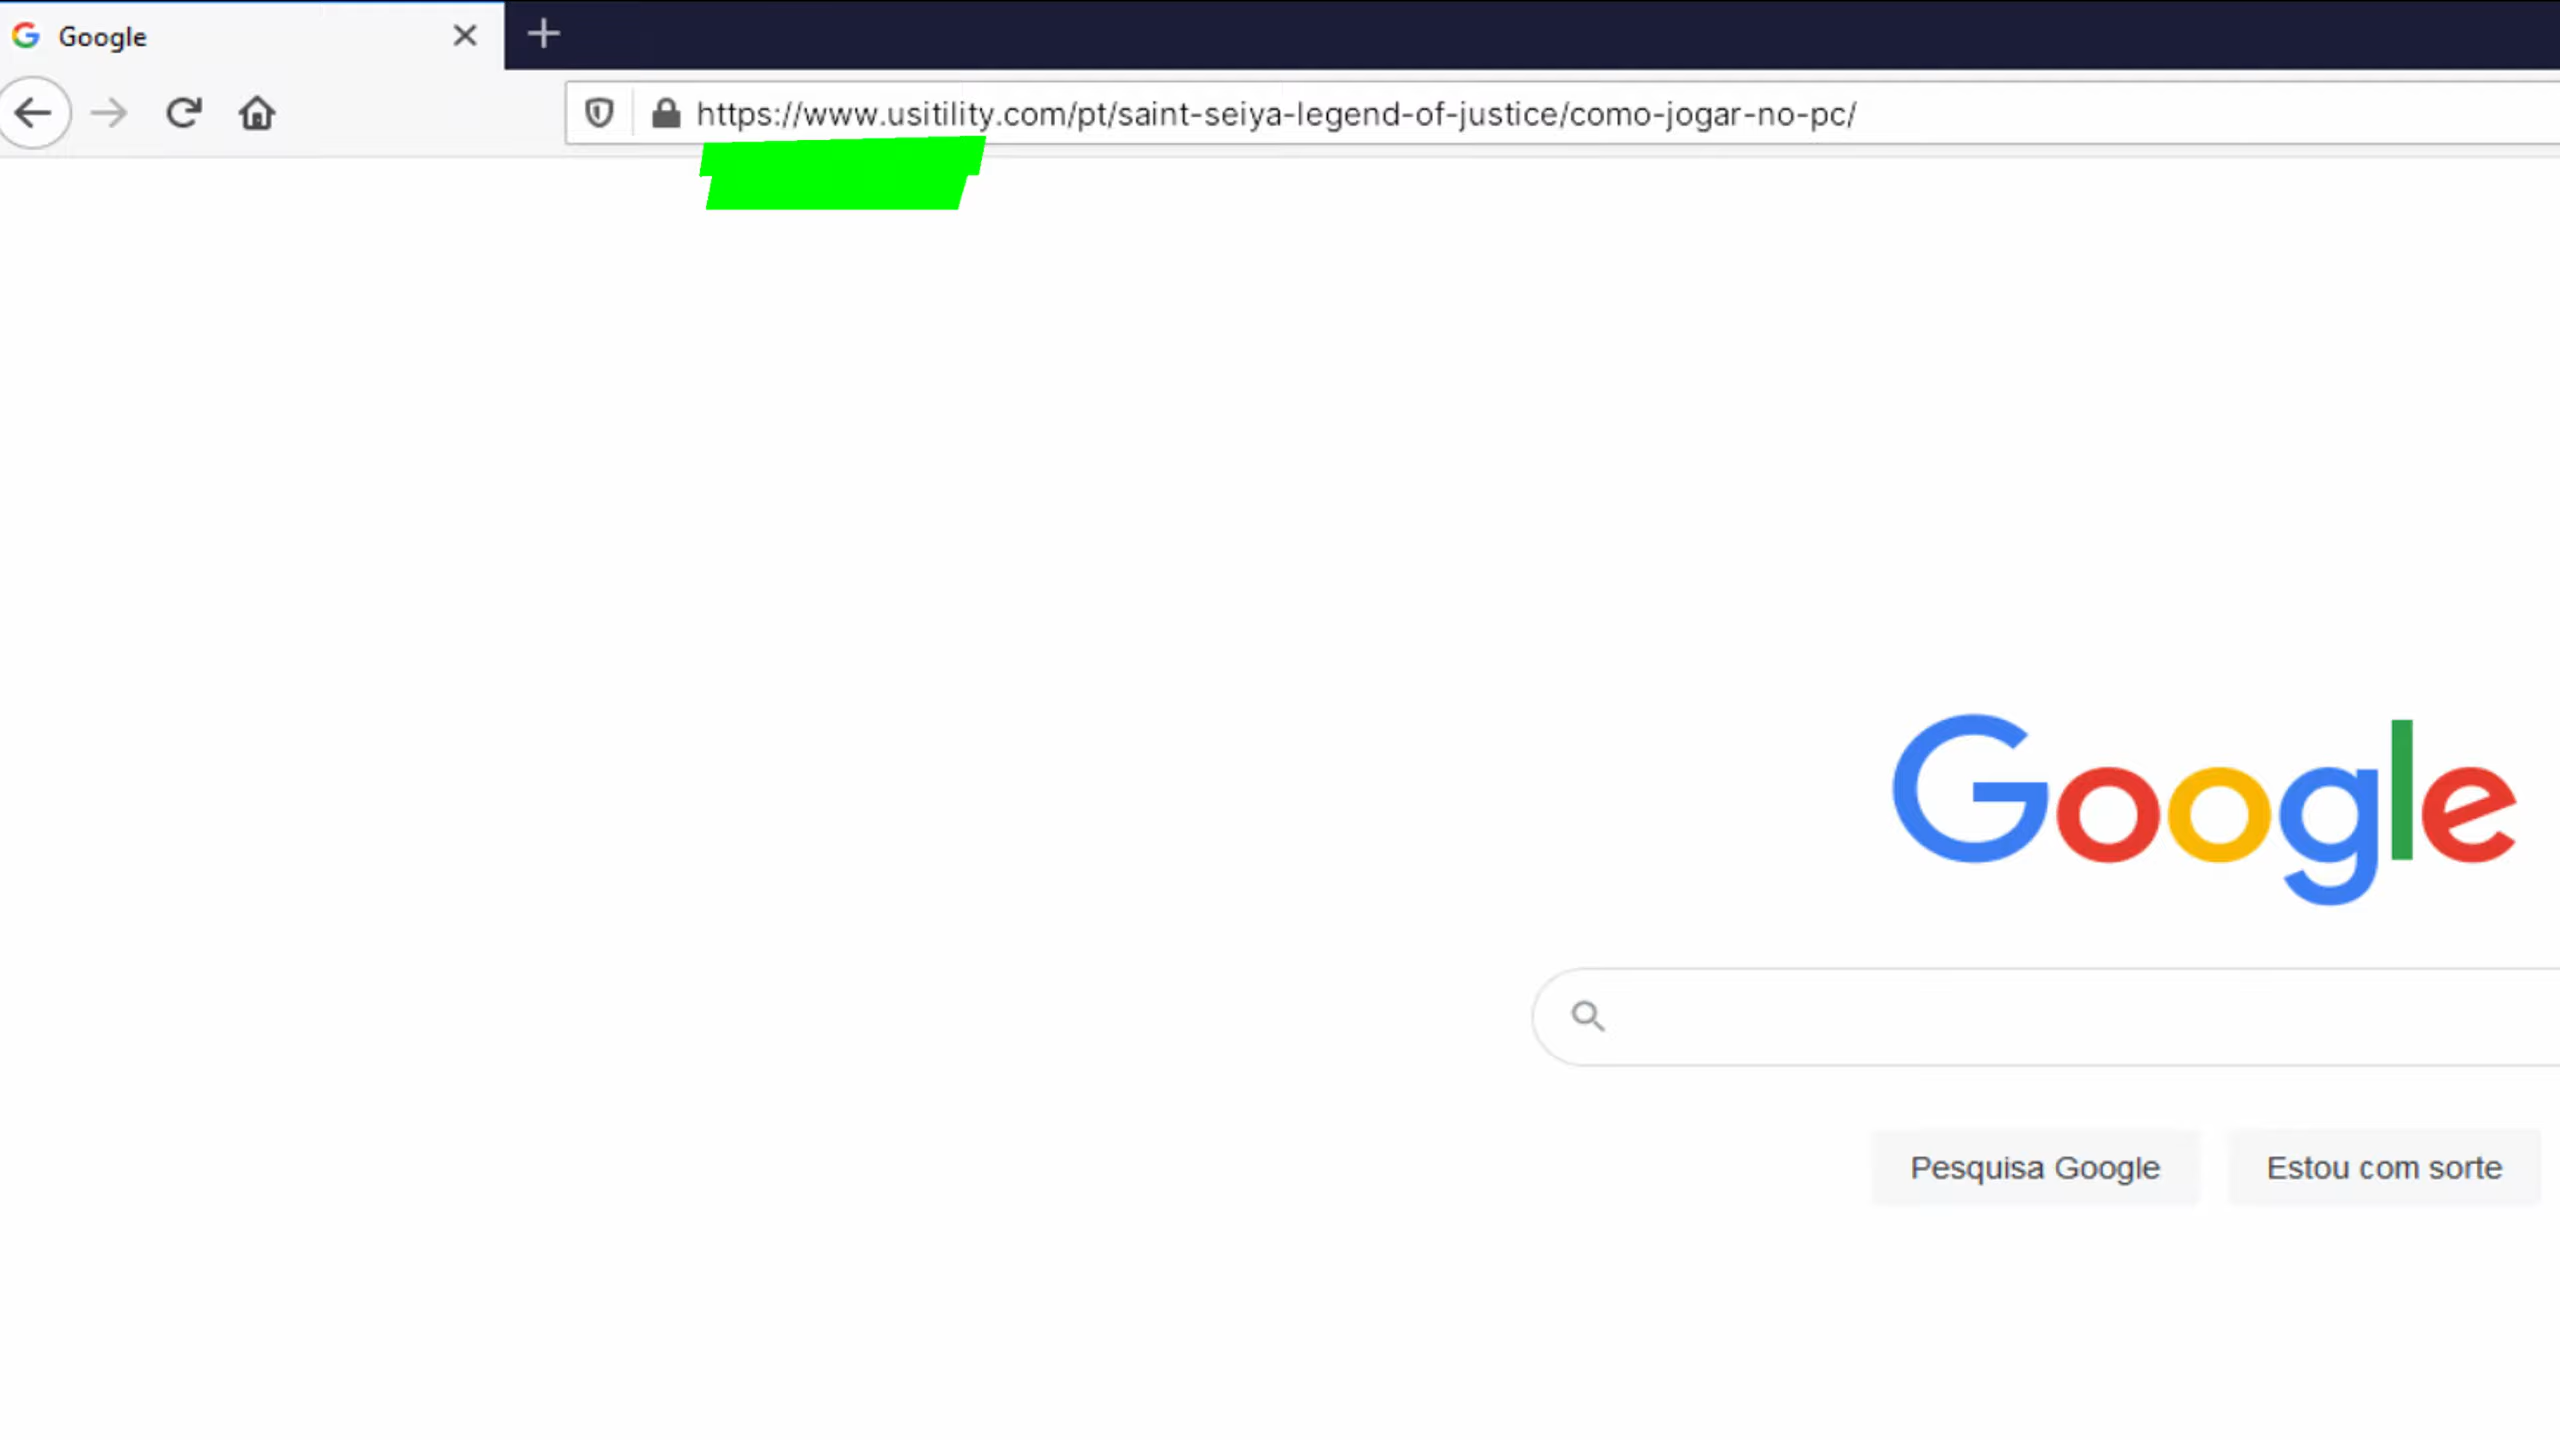 Google
https://www.usitility.com/pt/saint-seiya-legend-of-justice/como-jogar-no-pc/
Google
Pesquisa Google
Estou com sorte